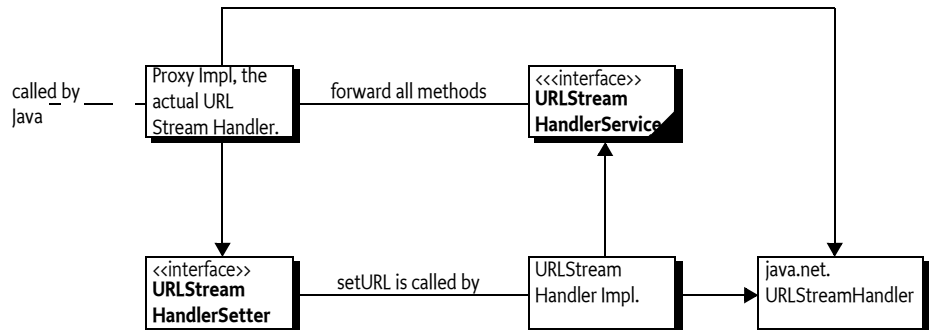 called by
Java
Proxy Impl, the
actual URL
Stream Handler.
forward all methods
<<<interface>>
URLStream
HandlerService
<<interface>>
URLStream
HandlerSetter
setURL is called by
URLStream
Handler Impl.
java.net.
URLStreamHandler